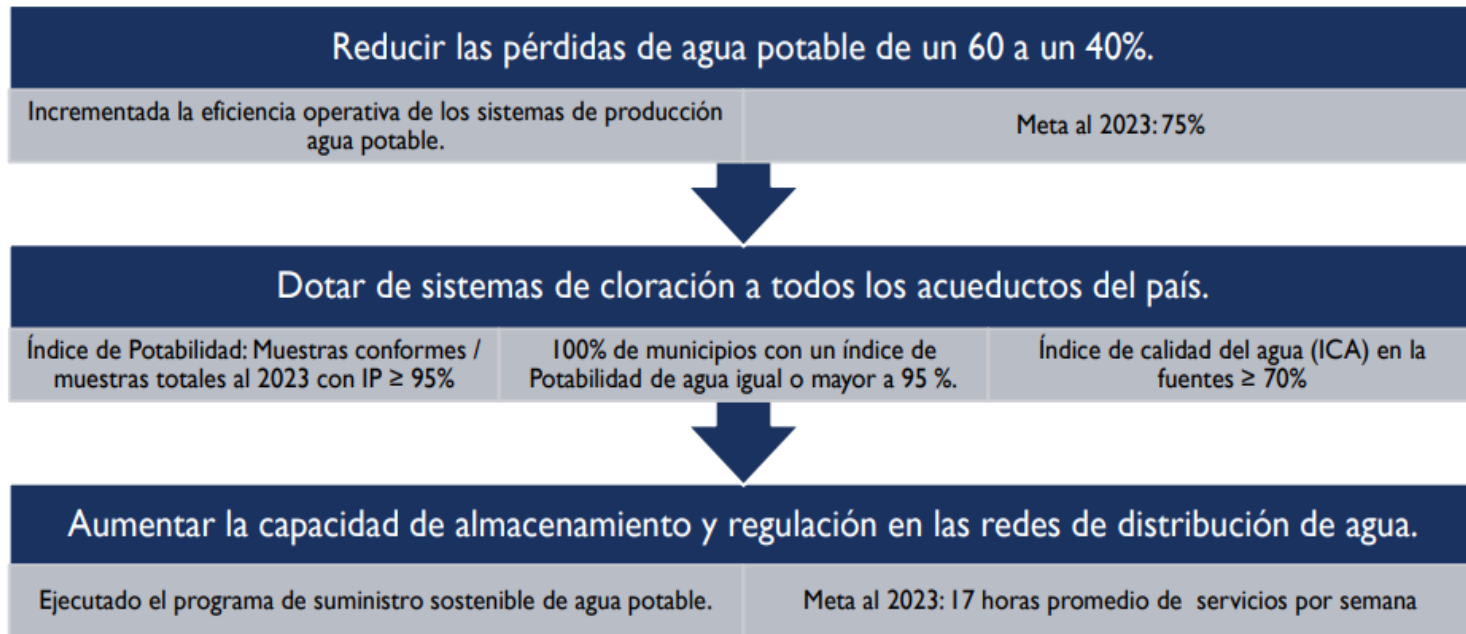 Reducir las pérdidas de agua potable de un 60 a un 40%.
Incrementada la eficiencia operativa de los sistemas de producción
agua potable.
Meta al 2023: 75%
Dotar de sistemas de cloración a todos los acueductos del país.
Índice de Potabilidad: Muestras conformes /
muestras totales al 2023 con IP ≥ 95%
100% de municipios con un índice de
Potabilidad de agua igual o mayor a 95 %.
Índice de calidad del agua (ICA) en la
fuentes ≥ 70%
Aumentar la capacidad de almacenamiento y regulación en las redes de distribución de agua.
Ejecutado el programa de suministro sostenible de agua potable.
Meta al 2023: 17 horas promedio de servicios por semana